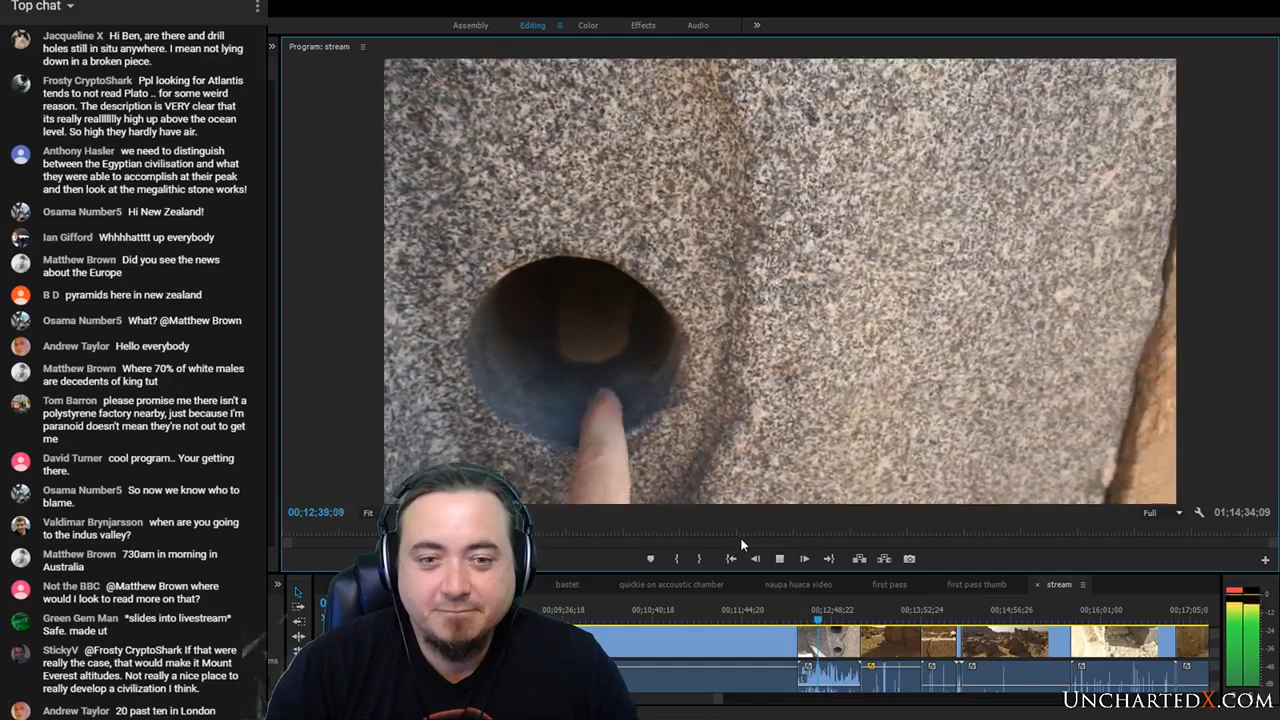 Top chat
Jacqueline X Hi Ben, are there and drill
holes still in situ anywhere. I mean not lying
down in a broken piece.
Frosty CryptoShark Ppl looking for Atlantis
tends to not read Plato .. for some weird
reason. The description is VERY clear that
its really reallllllly high up above the ocean
level. So high they hardly have air.
Anthony Hasler we need to distinguish
between the Egyptian civilisation and what
they were able to accomplish at their peak
and then look at the megalithic stone works!
Osama Number5 Hi New Zealand!
Ian Gifford Whhhhatttt up everybody
Matthew Brown Did you see the news
about the Europe
B D pyramids here in new zealand
Osama Number5 What? @Matthew Brown
Andrew Taylor Hello everybody
Matthew Brown Where 70% of white males
are decedents of king tut
Tom Barron please promise me there isn't a
polystyrene factory nearby, just because I'm
paranoid doesn't mean they're not out to get
me
David Turner cool program.. Your getting
there.
Osama Number5 So now we know who to
blame.
Valdimar Brynjarsson when are you going
to the indus valley?
Matthew Brown 730am in morning in
Australia
Not the BBC @Matthew Brown where
would I look to read more on that?
Green Gem Man *slides into livestream*
Safe. made ut
StickyV @Frosty CryptoShark If that were
really the case, that would make it Mount
Everest altitudes. Not really a nice place to
really develop a civilization I think.
Andrew Taylor 20 past ten in London
Assembly Editing Color Effects Audio
Program: stream
00;12;39;09 Fit Full 01;14;34;09
bastet quickie on accoustic chamber naupa huaca video first pass first pass thumb × stream
00;09;36;18 00;10;40;18 00;11;44;20 00;12;48;22 00;13;52;24 00;14;56;26 00;16;01;00 00;17;05;0
fx fx fx fx fx fx
0
-12
-24
-36
-48
dB
UnchartedX.com